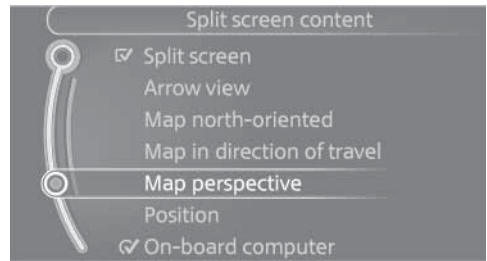 Split screen content
Split screen
Arrow view
Map north-oriented
Map in direction of travel
Map perspective
Position
On-board computer